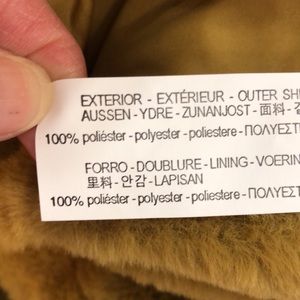 EXTERIOR - EXTÉRIEUR - OUTER SH
AUSSEN - YDRE - ZUNANJOST - 面料 -
100% poliéster - polyester - poliestere - ΠΟΛΥΕΣΤ
FORRO - DOUBLURE - LINING - VOERIN
里料 - 안감 - LAPISAN
100% poliéster - polyester - poliestere - ΠΟΛΥΕΣ